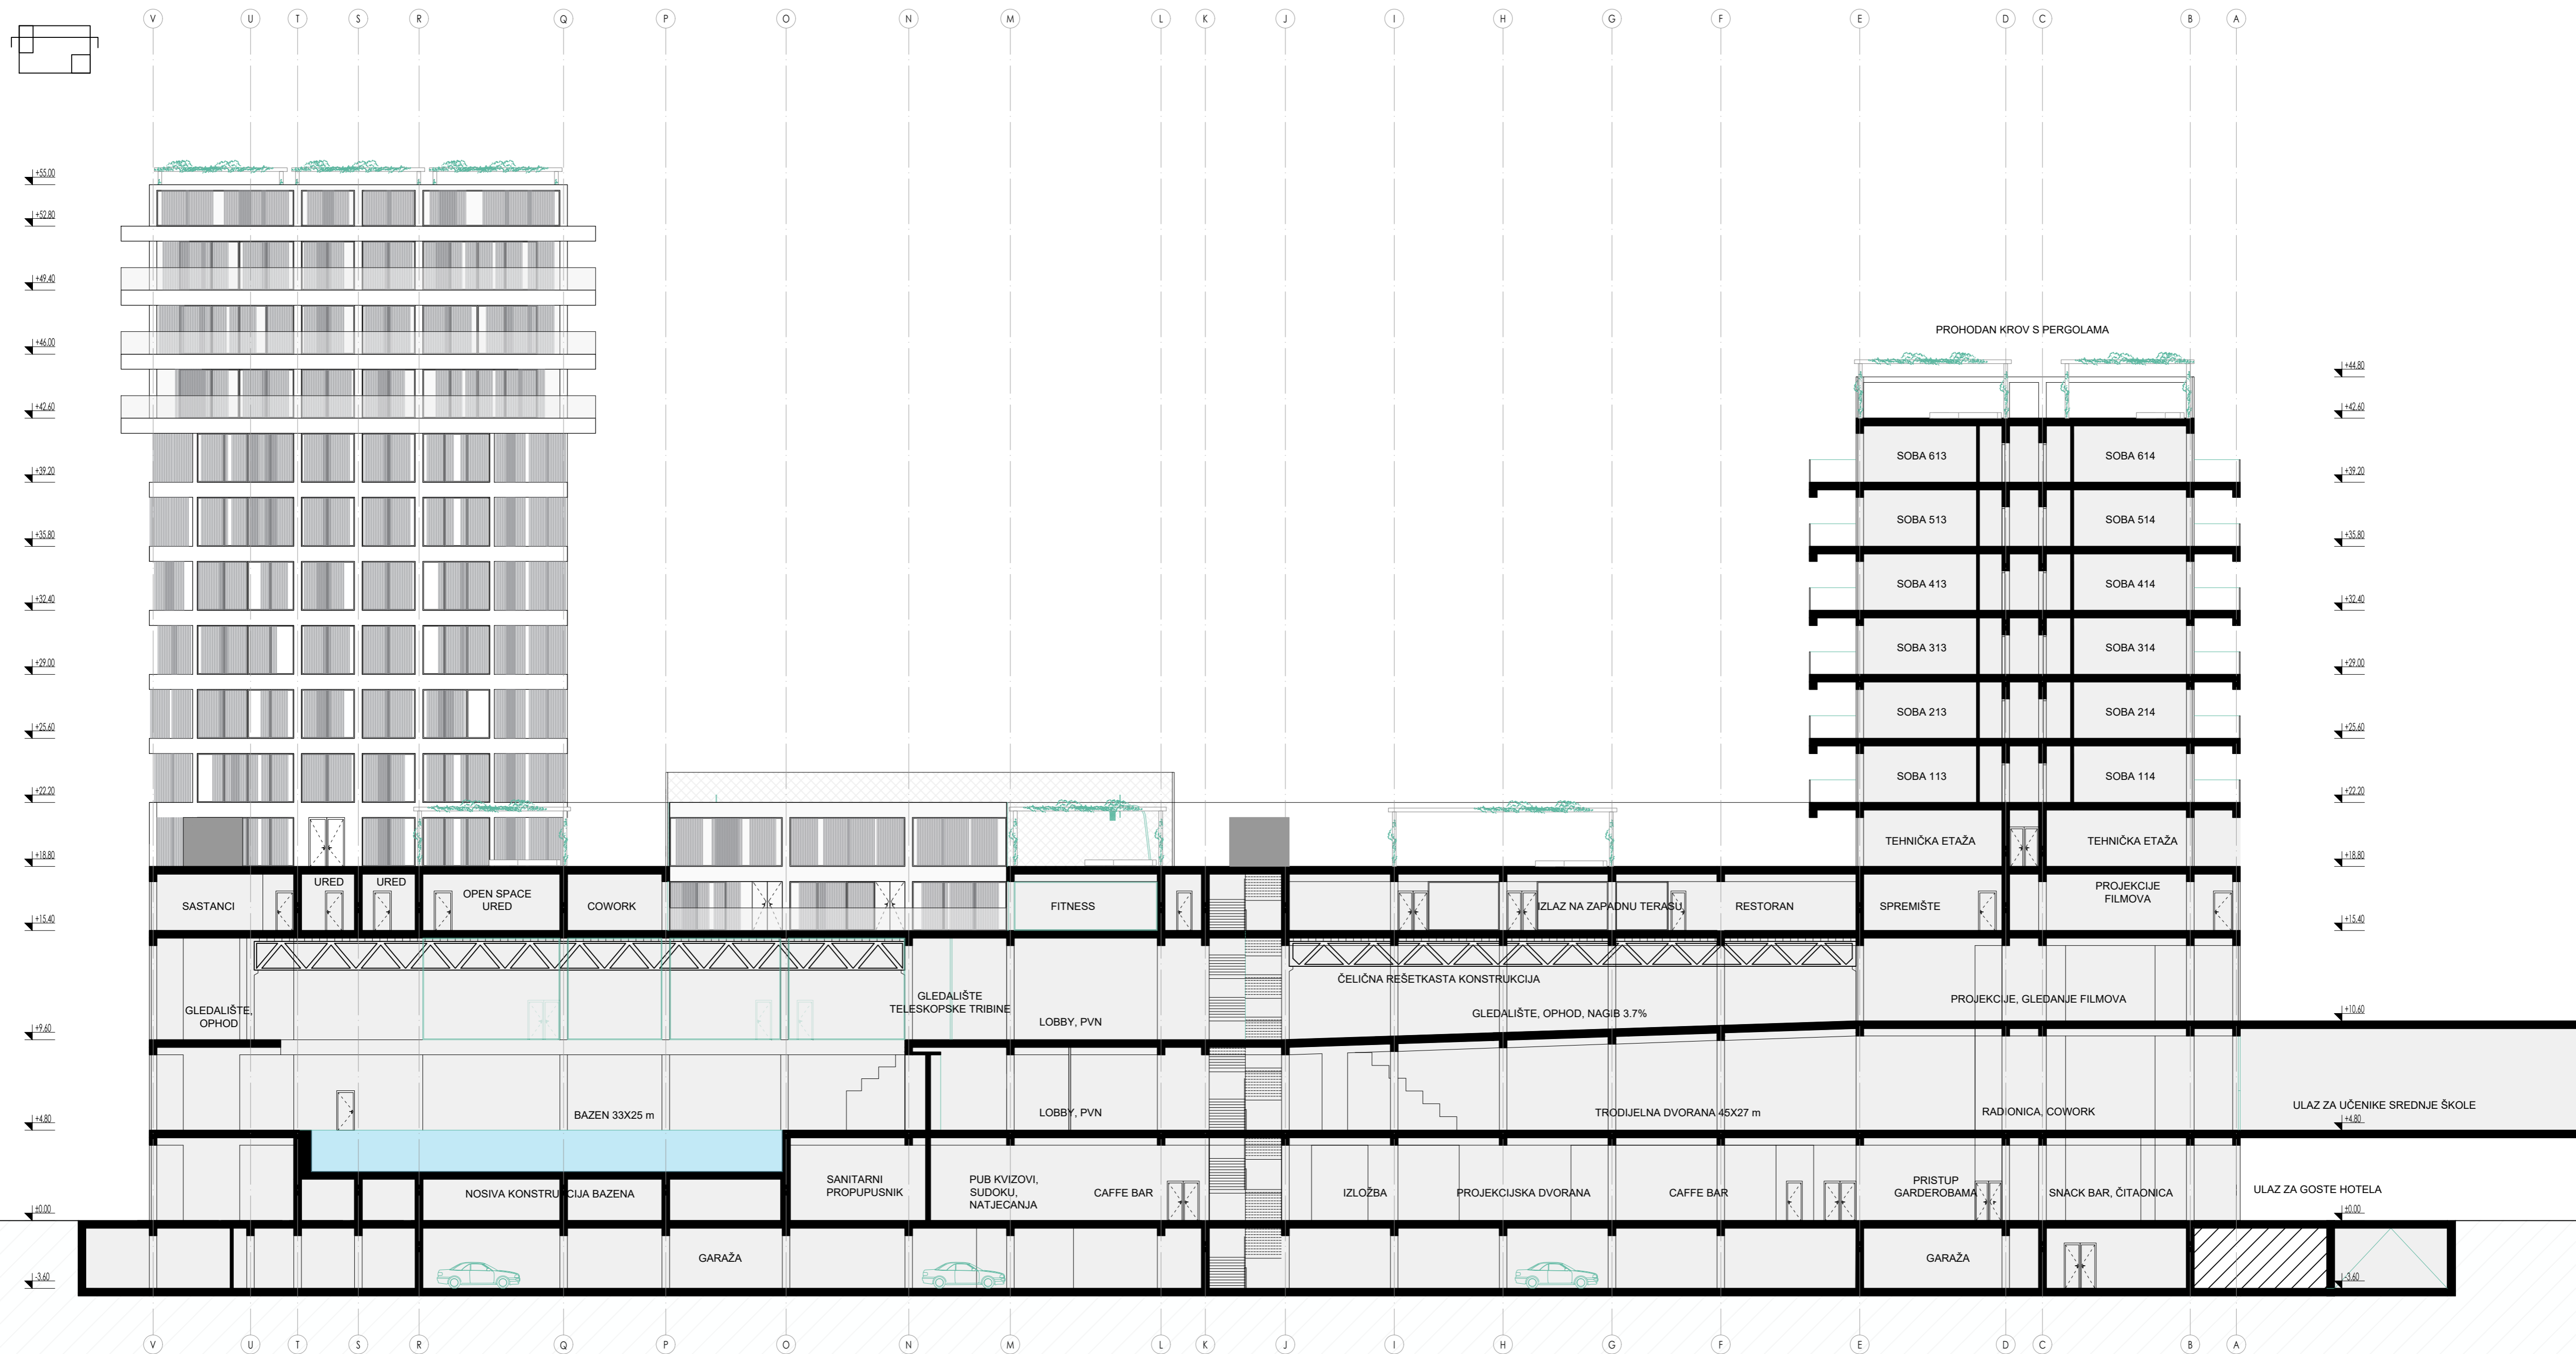 V U T S R Q P O N M L K J I H G F E D C B A
+55.00
+52.80
+49.40
+46.00
PROHODAN KROV S PERGOLAMA
+44.80
+42.60 +42.60
SOBA 613 SOBA 614
+39.20 +39.20
SOBA 513 SOBA 514
+35.80 +35.80
SOBA 413 SOBA 414
+32.40 +32.40
SOBA 313 SOBA 314
+29.00 +29.00
SOBA 213 SOBA 214
+25.60 +25.60
SOBA 113 SOBA 114
+22.20 +22.20
TEHNIČKA ETAŽA TEHNIČKA ETAŽA
+18.80 +18.80
SASTANCI
URED
URED
OPEN SPACE
URED
COWORK
FITNESS
IZLAZ NA ZAPADNU TERASU
RESTORAN
SPREMIŠTE
PROJEKCIJE
FILMOVA
+15.40 +15.40
GLEDALIŠTE,
OPHOD
GLEDALIŠTE
TELESKOPSKE TRIBINE
LOBBY, PVN
ČELIČNA REŠETKASTA KONSTRUKCIJA
GLEDALIŠTE, OPHOD, NAGIB 3.7%
PROJEKCIJE, GLEDANJE FILMOVA
+9.60 +10.60
BAZEN 33X25 m
LOBBY, PVN
TRODIJELNA DVORANA 45X27 m
RADIONICA, COWORK
ULAZ ZA UČENIKE SREDNJE ŠKOLE
+4.80 +4.80
NOSIVA KONSTRUKCIJA BAZENA
SANITARNI
PROPUPUSNIK
PUB KVIZOVI,
SUDOKU,
NATJECANJA
CAFFE BAR
IZLOŽBA
PROJEKCIJSKA DVORANA
CAFFE BAR
PRISTUP
GARDEROBAMA
SNACK BAR, ČITAONICA
ULAZ ZA GOSTE HOTELA
±0.00 ±0.00
GARAŽA GARAŽA
-3.60 -3.60
V U T S R Q P O N M L K J I H G F E D C B A